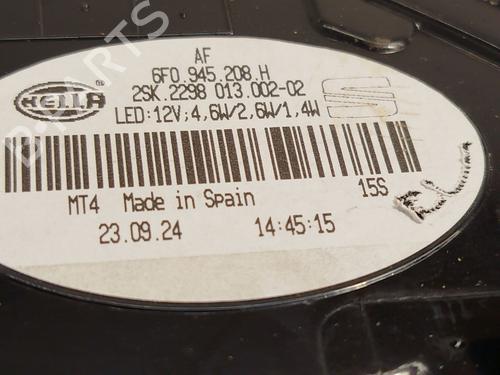 AF
6F0.945.208.H
HELLA
2SK.2298 013.002-02
LED:12V;4,6W/2,6W/1,4W
MT4 Made in Spain
15S
23.09.24 14:45:15